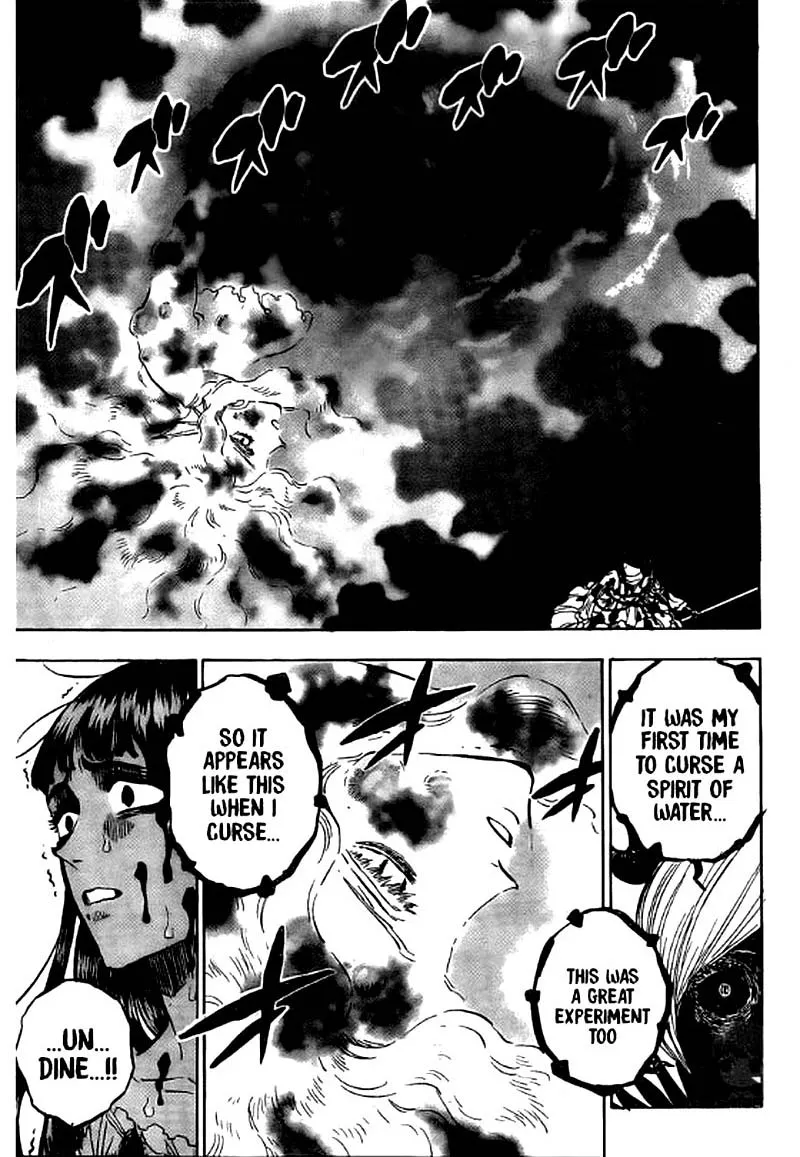 ズズズズズズズ
IT WAS MY
FIRST TIME
TO CURSE A
SPIRIT OF
WATER...
THIS WAS
A GREAT
EXPERIMENT
TOO
SO IT
APPEARS
LIKE THIS
WHEN I
CURSE...
...UN...
DINE...!!